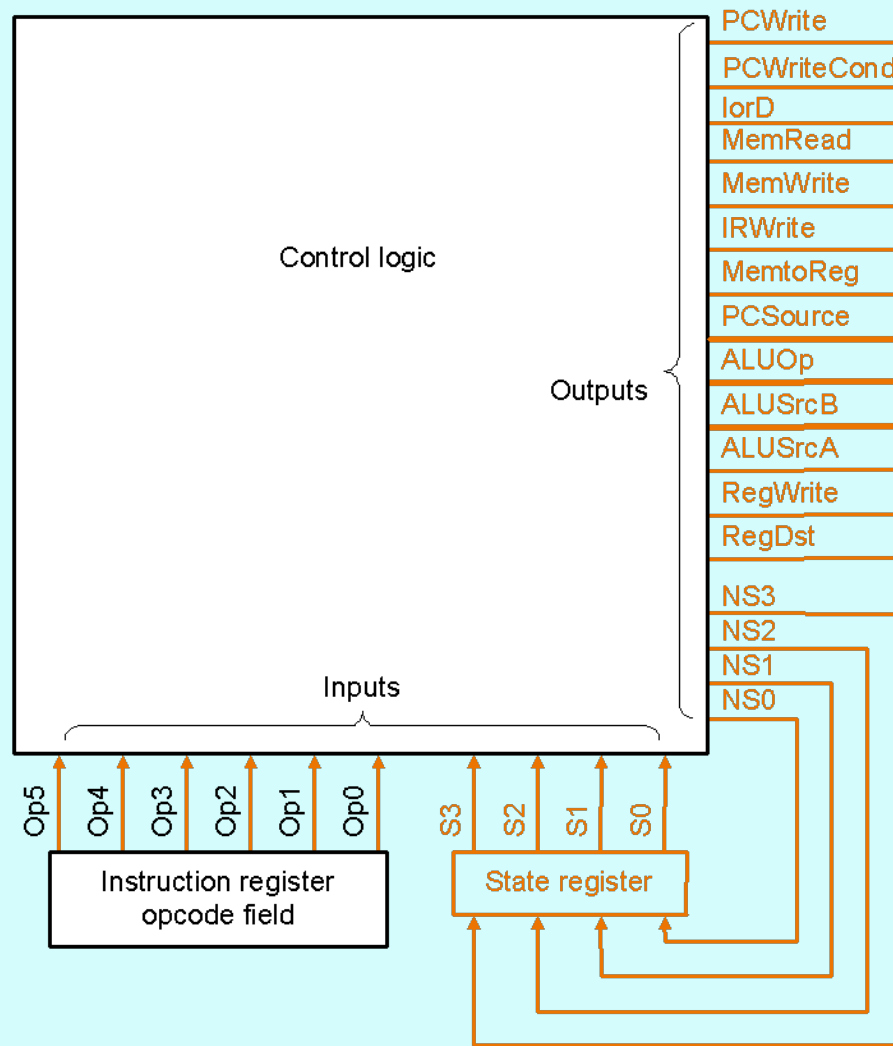 PCWrite
PCWriteCond
IorD
MemRead
MemWrite
IRWrite
Control logic
MemtoReg
PCSource
ALUOp
Outputs
ALUSrcB
ALUSrcA
RegWrite
RegDst
NS3
NS2
NS1
Inputs
NS0
Op5
Op4
Op3
Op2
Op1
Op0
S3
S2
S1
S0
Instruction register
opcode field
State register